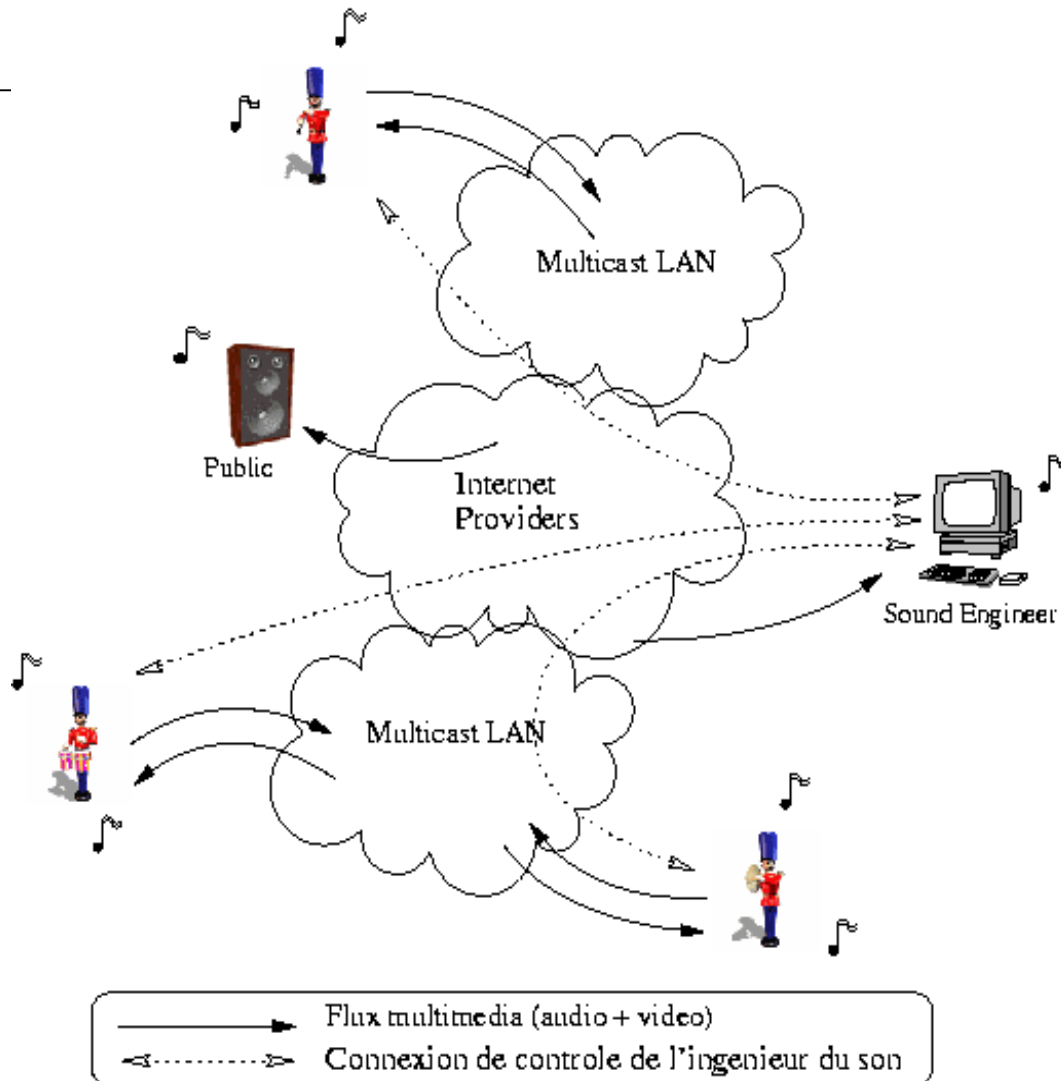 Multicast LAN
Public
Internet
Providers
Sound Engineer
Multicast LAN
Flux multimedia (audio + video)
Connexion de controle de l'ingenieur du son